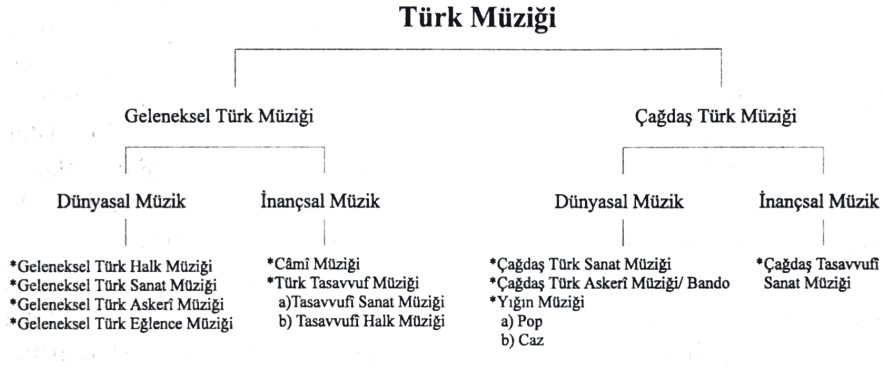 Türk Müziği
Geleneksel Türk Müziği
Çağdaş Türk Müziği
Dünyasal Müzik
İnançsal Müzik
Dünyasal Müzik
İnançsal Müzik
*Geleneksel Türk Halk Müziği
*Geleneksel Türk Sanat Müziği
*Geleneksel Türk Askerî Müziği
*Geleneksel Türk Eğlence Müziği
*Câmî Müziği
*Türk Tasavvuf Müziği
a)Tasavvufî Sanat Müziği
b) Tasavvufî Halk Müziği
*Çağdaş Türk Sanat Müziği
*Çağdaş Türk Askerî Müziği/ Bando
*Yığın Müziği
a) Pop
b) Caz
*Çağdaş Tasavvufî
Sanat Müziği